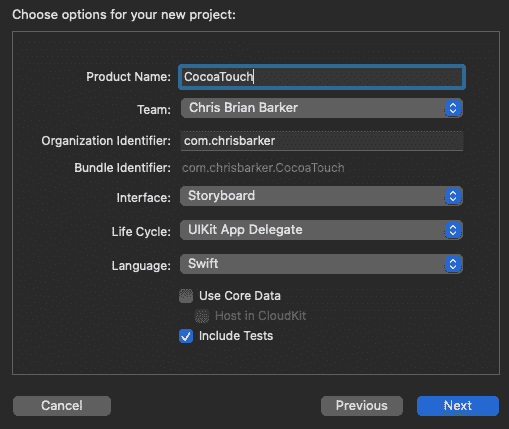 Choose options for your new project:
Product Name: CocoaTouch
Team: Chris Brian Barker
Organization Identifier: com.chrisbarker
Bundle Identifier: com.chrisbarker.CocoaTouch
Interface: Storyboard
Life Cycle: UIKit App Delegate
Language: Swift
Use Core Data
Host in CloudKit
Include Tests
Cancel Previous Next